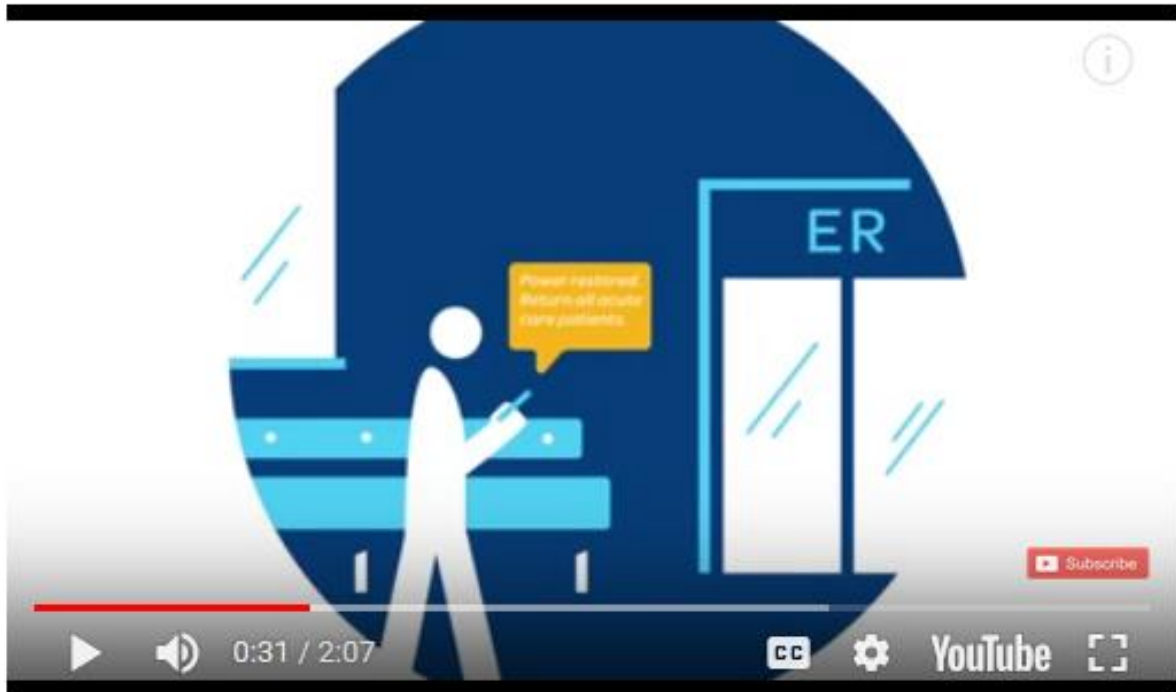 ER
Power restored.
Return all acute
care patients.
Subscribe
0:31 / 2:07
CC
YouTube